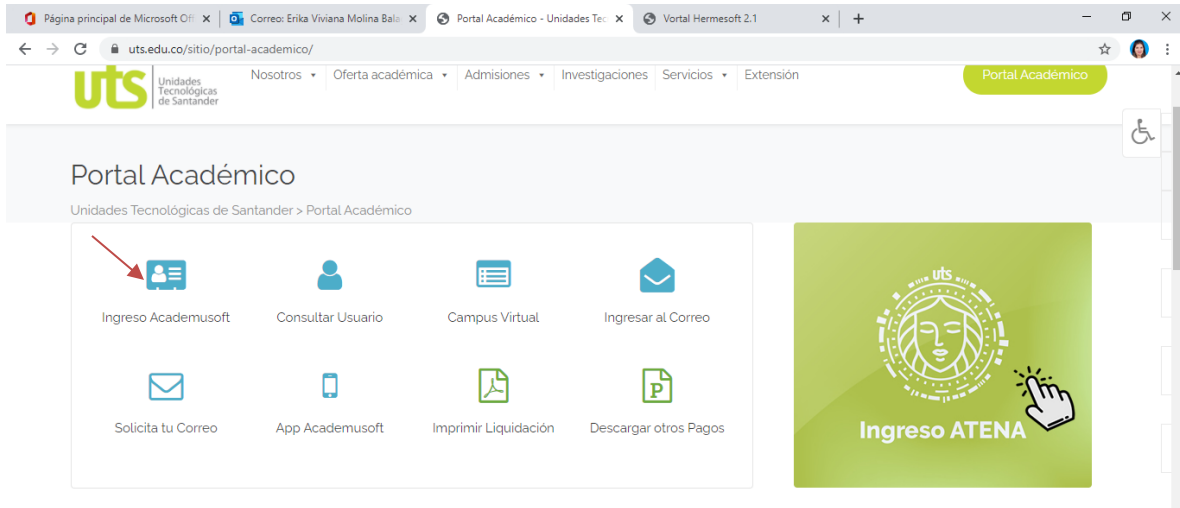 Página principal de Microsoft Off
Correo: Erika Viviana Molina Bala
Portal Académico - Unidades Tec
Vortal Hermesoft 2.1
uts.edu.co/sitio/portal-academico/
uts
Unidades
Tecnológicas
de Santander
Nosotros
Oferta académica
Admisiones
Investigaciones
Servicios
Extensión
Portal Académico
Portal Académico
Unidades Tecnológicas de Santander > Portal Académico
Ingreso Academusoft
Consultar Usuario
Campus Virtual
Ingresar al Correo
Solicita tu Correo
App Academusoft
Imprimir Liquidación
P
Descargar otros Pagos
uts
Ingreso ATENA